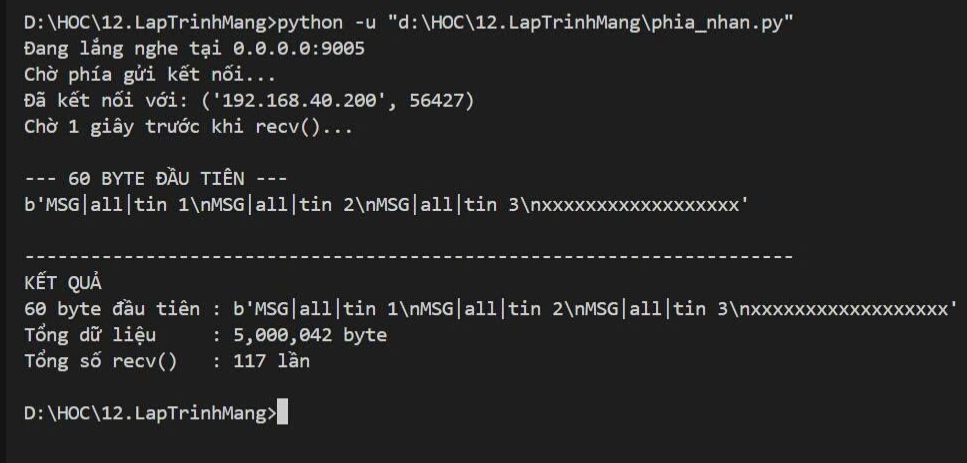 D:\HOC\12.LapTrinhMang>python -u "d:\HOC\12.LapTrinhMang\phia_nhan.py"
Đang lắng nghe tại 0.0.0.0:9005
Chờ phía gửi kết nối...
Đã kết nối với: ('192.168.40.200', 56427)
Chờ 1 giây trước khi recv()...
--- 60 BYTE ĐẦU TIÊN ---
b'MSG|all|tin 1\nMSG|all|tin 2\nMSG|all|tin 3\nxxxxxxxxxxxxxxxxxx'
----------------------------------------------------------------------
KẾT QUẢ
60 byte đầu tiên : b'MSG|all|tin 1\nMSG|all|tin 2\nMSG|all|tin 3\nxxxxxxxxxxxxxxxxxx'
Tổng dữ liệu     : 5,000,042 byte
Tổng số recv()   : 117 lần
D:\HOC\12.LapTrinhMang>